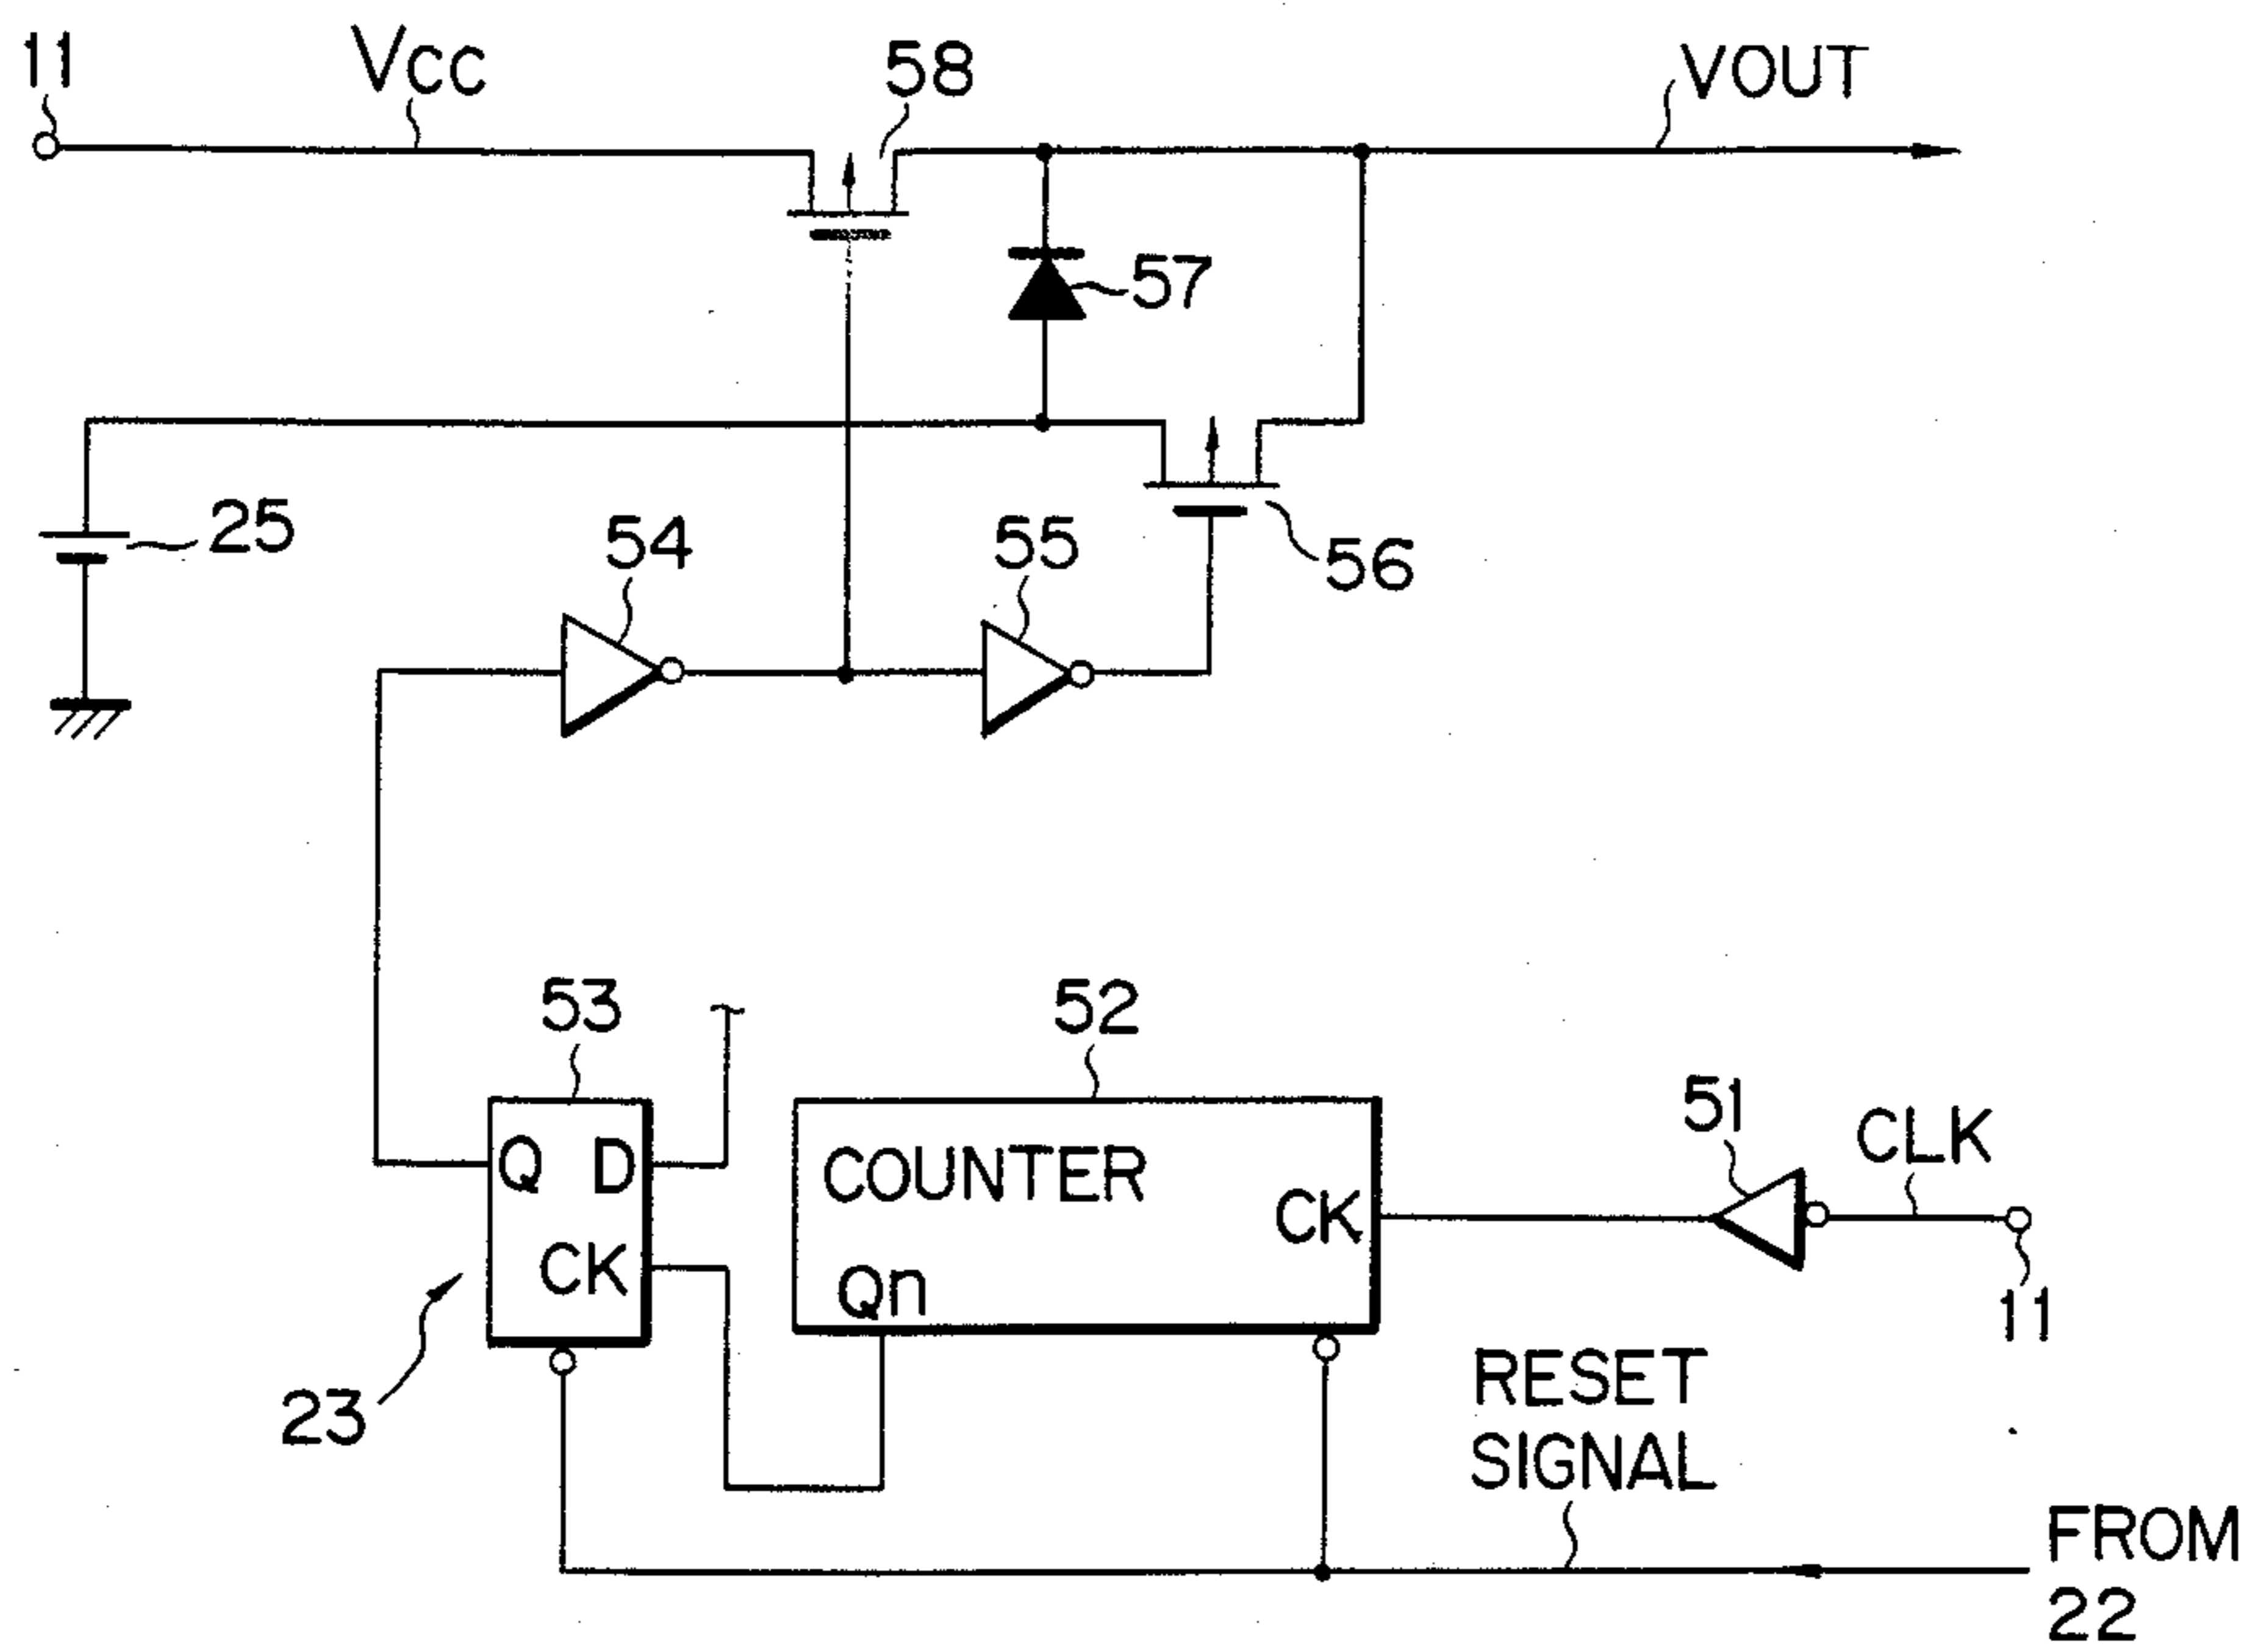 11
Vcc
58
VOUT
57
25
54
55
56
53
52
51
CLK
Q D
COUNTER
CK
CK
Qn
11
23
RESET
SIGNAL
FROM
22